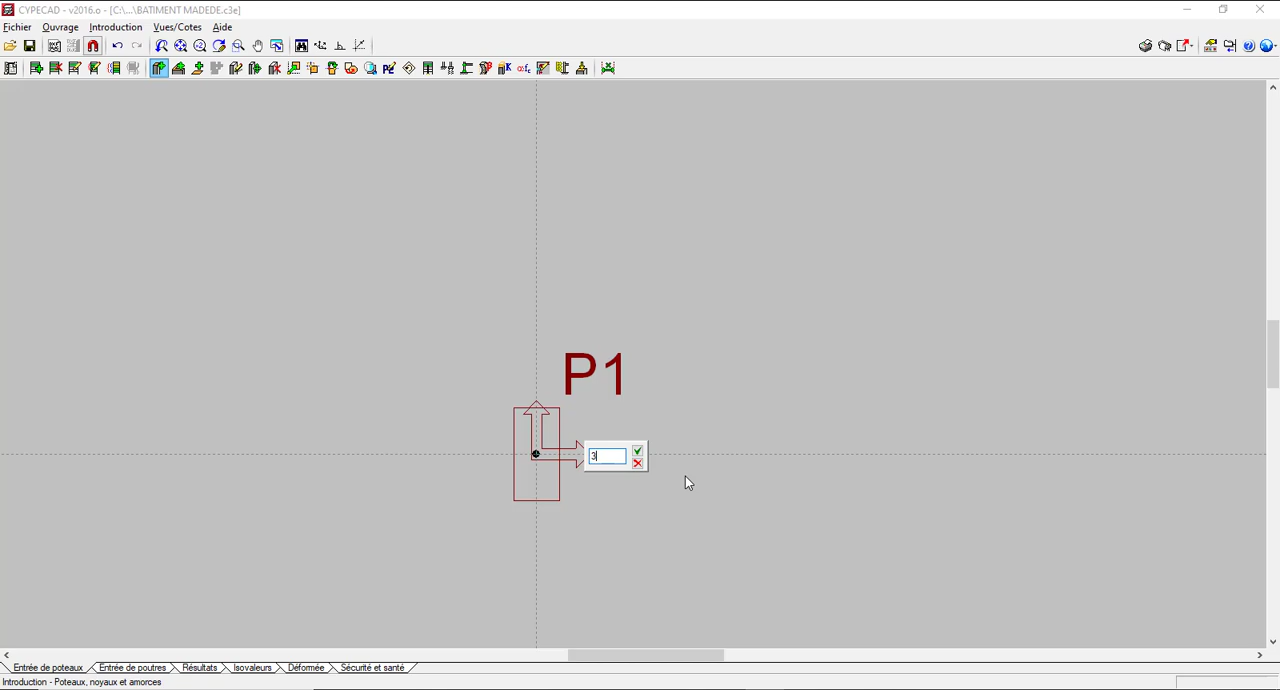 CYPECAD - v2016.o - [C:\...\BATIMENT MADEDE.c3e]
Fichier Ouvrage Introduction Vues/Cotes Aide
P1
3
Entrée de poteaux Entrée de poutres Résultats Isovaleurs Déformée Sécurité et santé
Introduction - Poteaux, noyaux et amorces